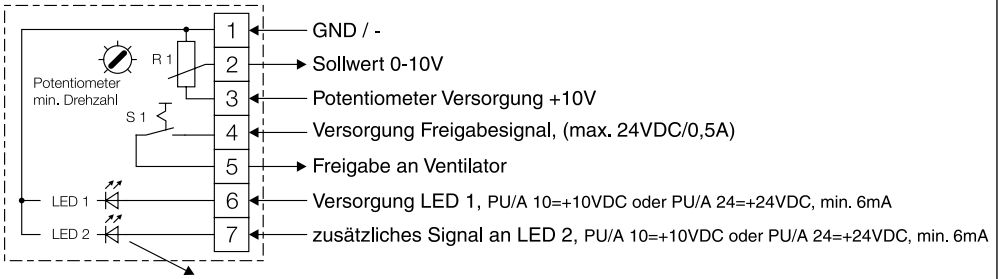 1 GND / -
R 1 2 Sollwert 0-10V
Potentiometer
min. Drehzahl
3 Potentiometer Versorgung +10V
S 1 4 Versorgung Freigabesignal, (max. 24VDC/0,5A)
5 Freigabe an Ventilator
LED 1 6 Versorgung LED 1, PU/A 10=+10VDC oder PU/A 24=+24VDC, min. 6mA
LED 2 7 zusätzliches Signal an LED 2, PU/A 10=+10VDC oder PU/A 24=+24VDC, min. 6mA